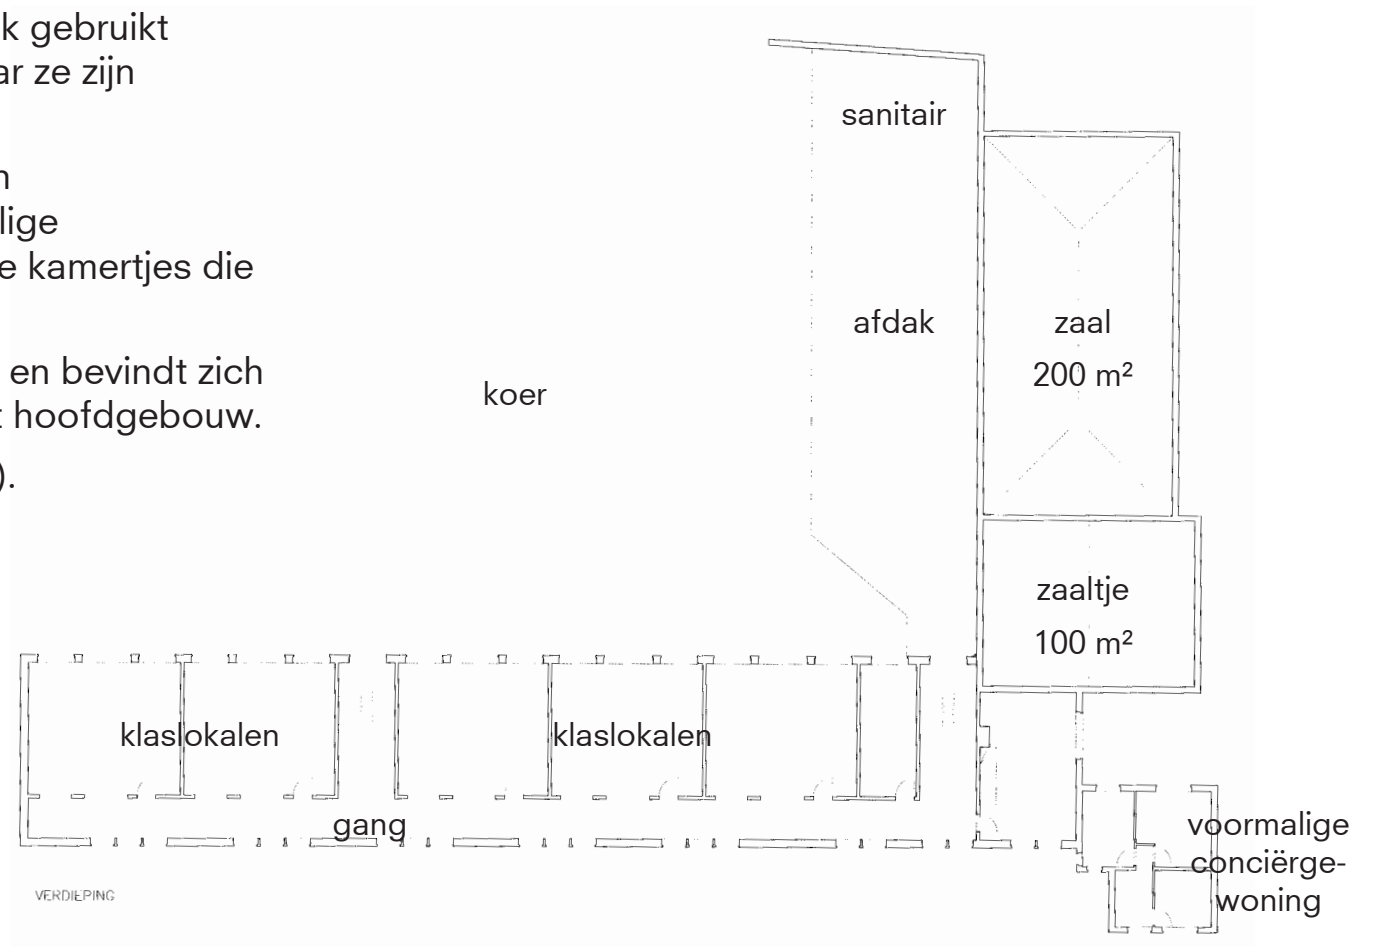 k gebruikt
ar ze zijn
n
lige
e kamertjes die
en bevindt zich
t hoofdgebouw.
).
sanitair
afdak
zaal
200 m²
koer
zaaltje
100 m²
klaslokalen
klaslokalen
gang
voormalige
conciërge-
woning
VERDIEPING